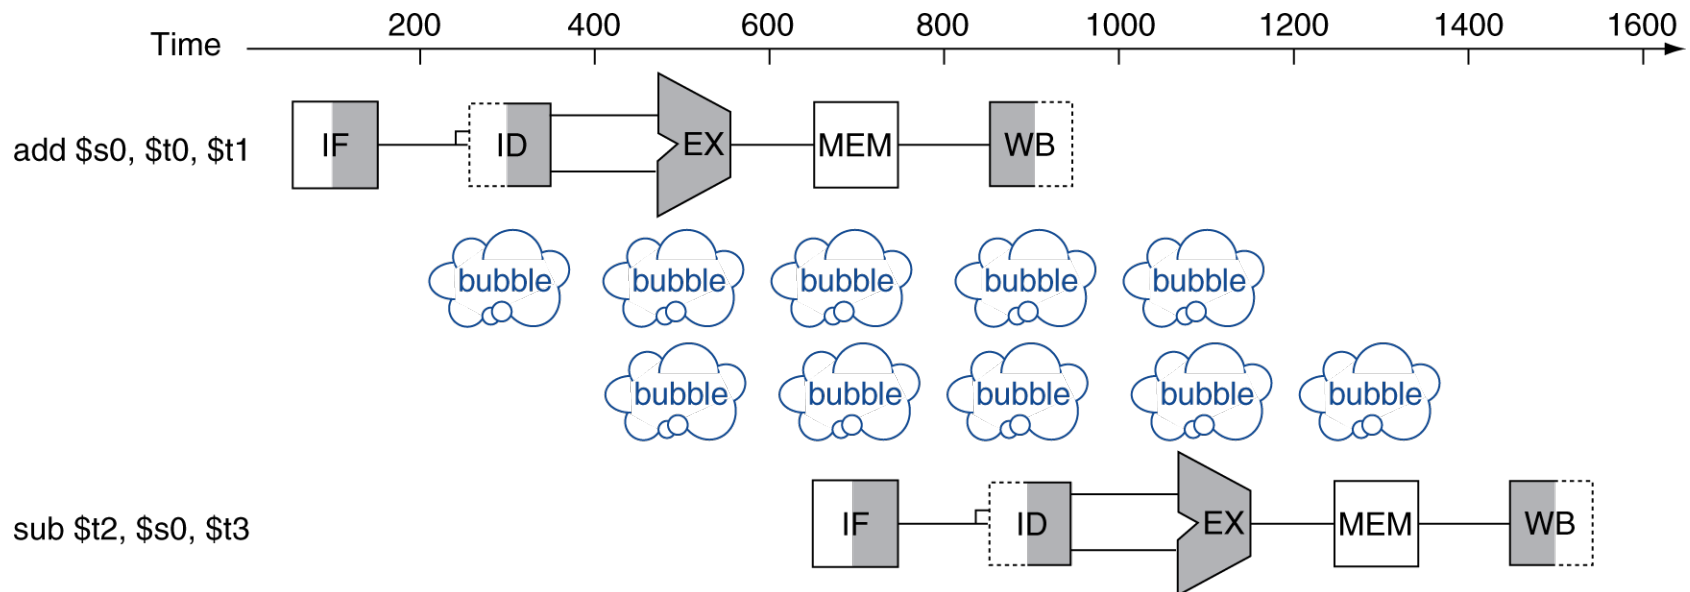 200 400 600 800 1000 1200 1400 1600
Time
add $s0, $t0, $t1 IF ID EX MEM WB
bubble bubble bubble bubble bubble
bubble bubble bubble bubble bubble
sub $t2, $s0, $t3 IF ID EX MEM WB